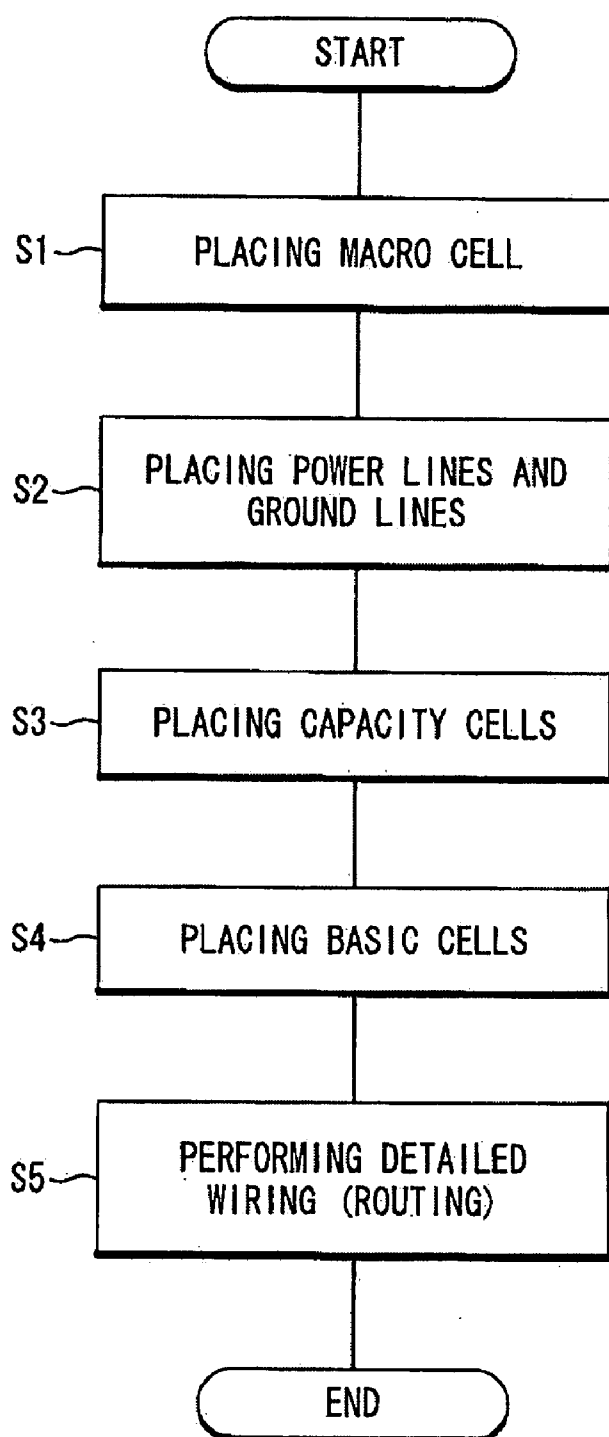 START
S1
PLACING MACRO CELL
S2
PLACING POWER LINES AND
GROUND LINES
S3
PLACING CAPACITY CELLS
S4
PLACING BASIC CELLS
S5
PERFORMING DETAILED
WIRING (ROUTING)
END